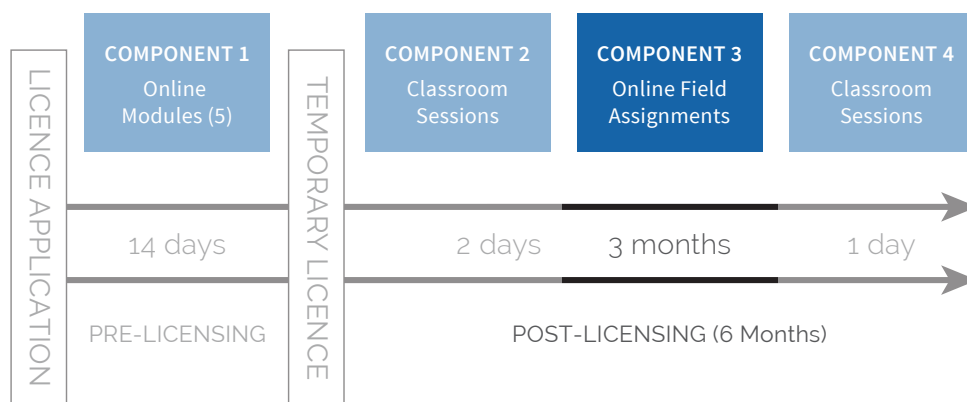 LICENCE APPLICATION
COMPONENT 1
Online
Modules (5)
TEMPORARY LICENCE
COMPONENT 2
Classroom
Sessions
COMPONENT 3
Online Field
Assignments
COMPONENT 4
Classroom
Sessions
14 days
2 days
3 months
1 day
PRE-LICENSING
POST-LICENSING (6 Months)